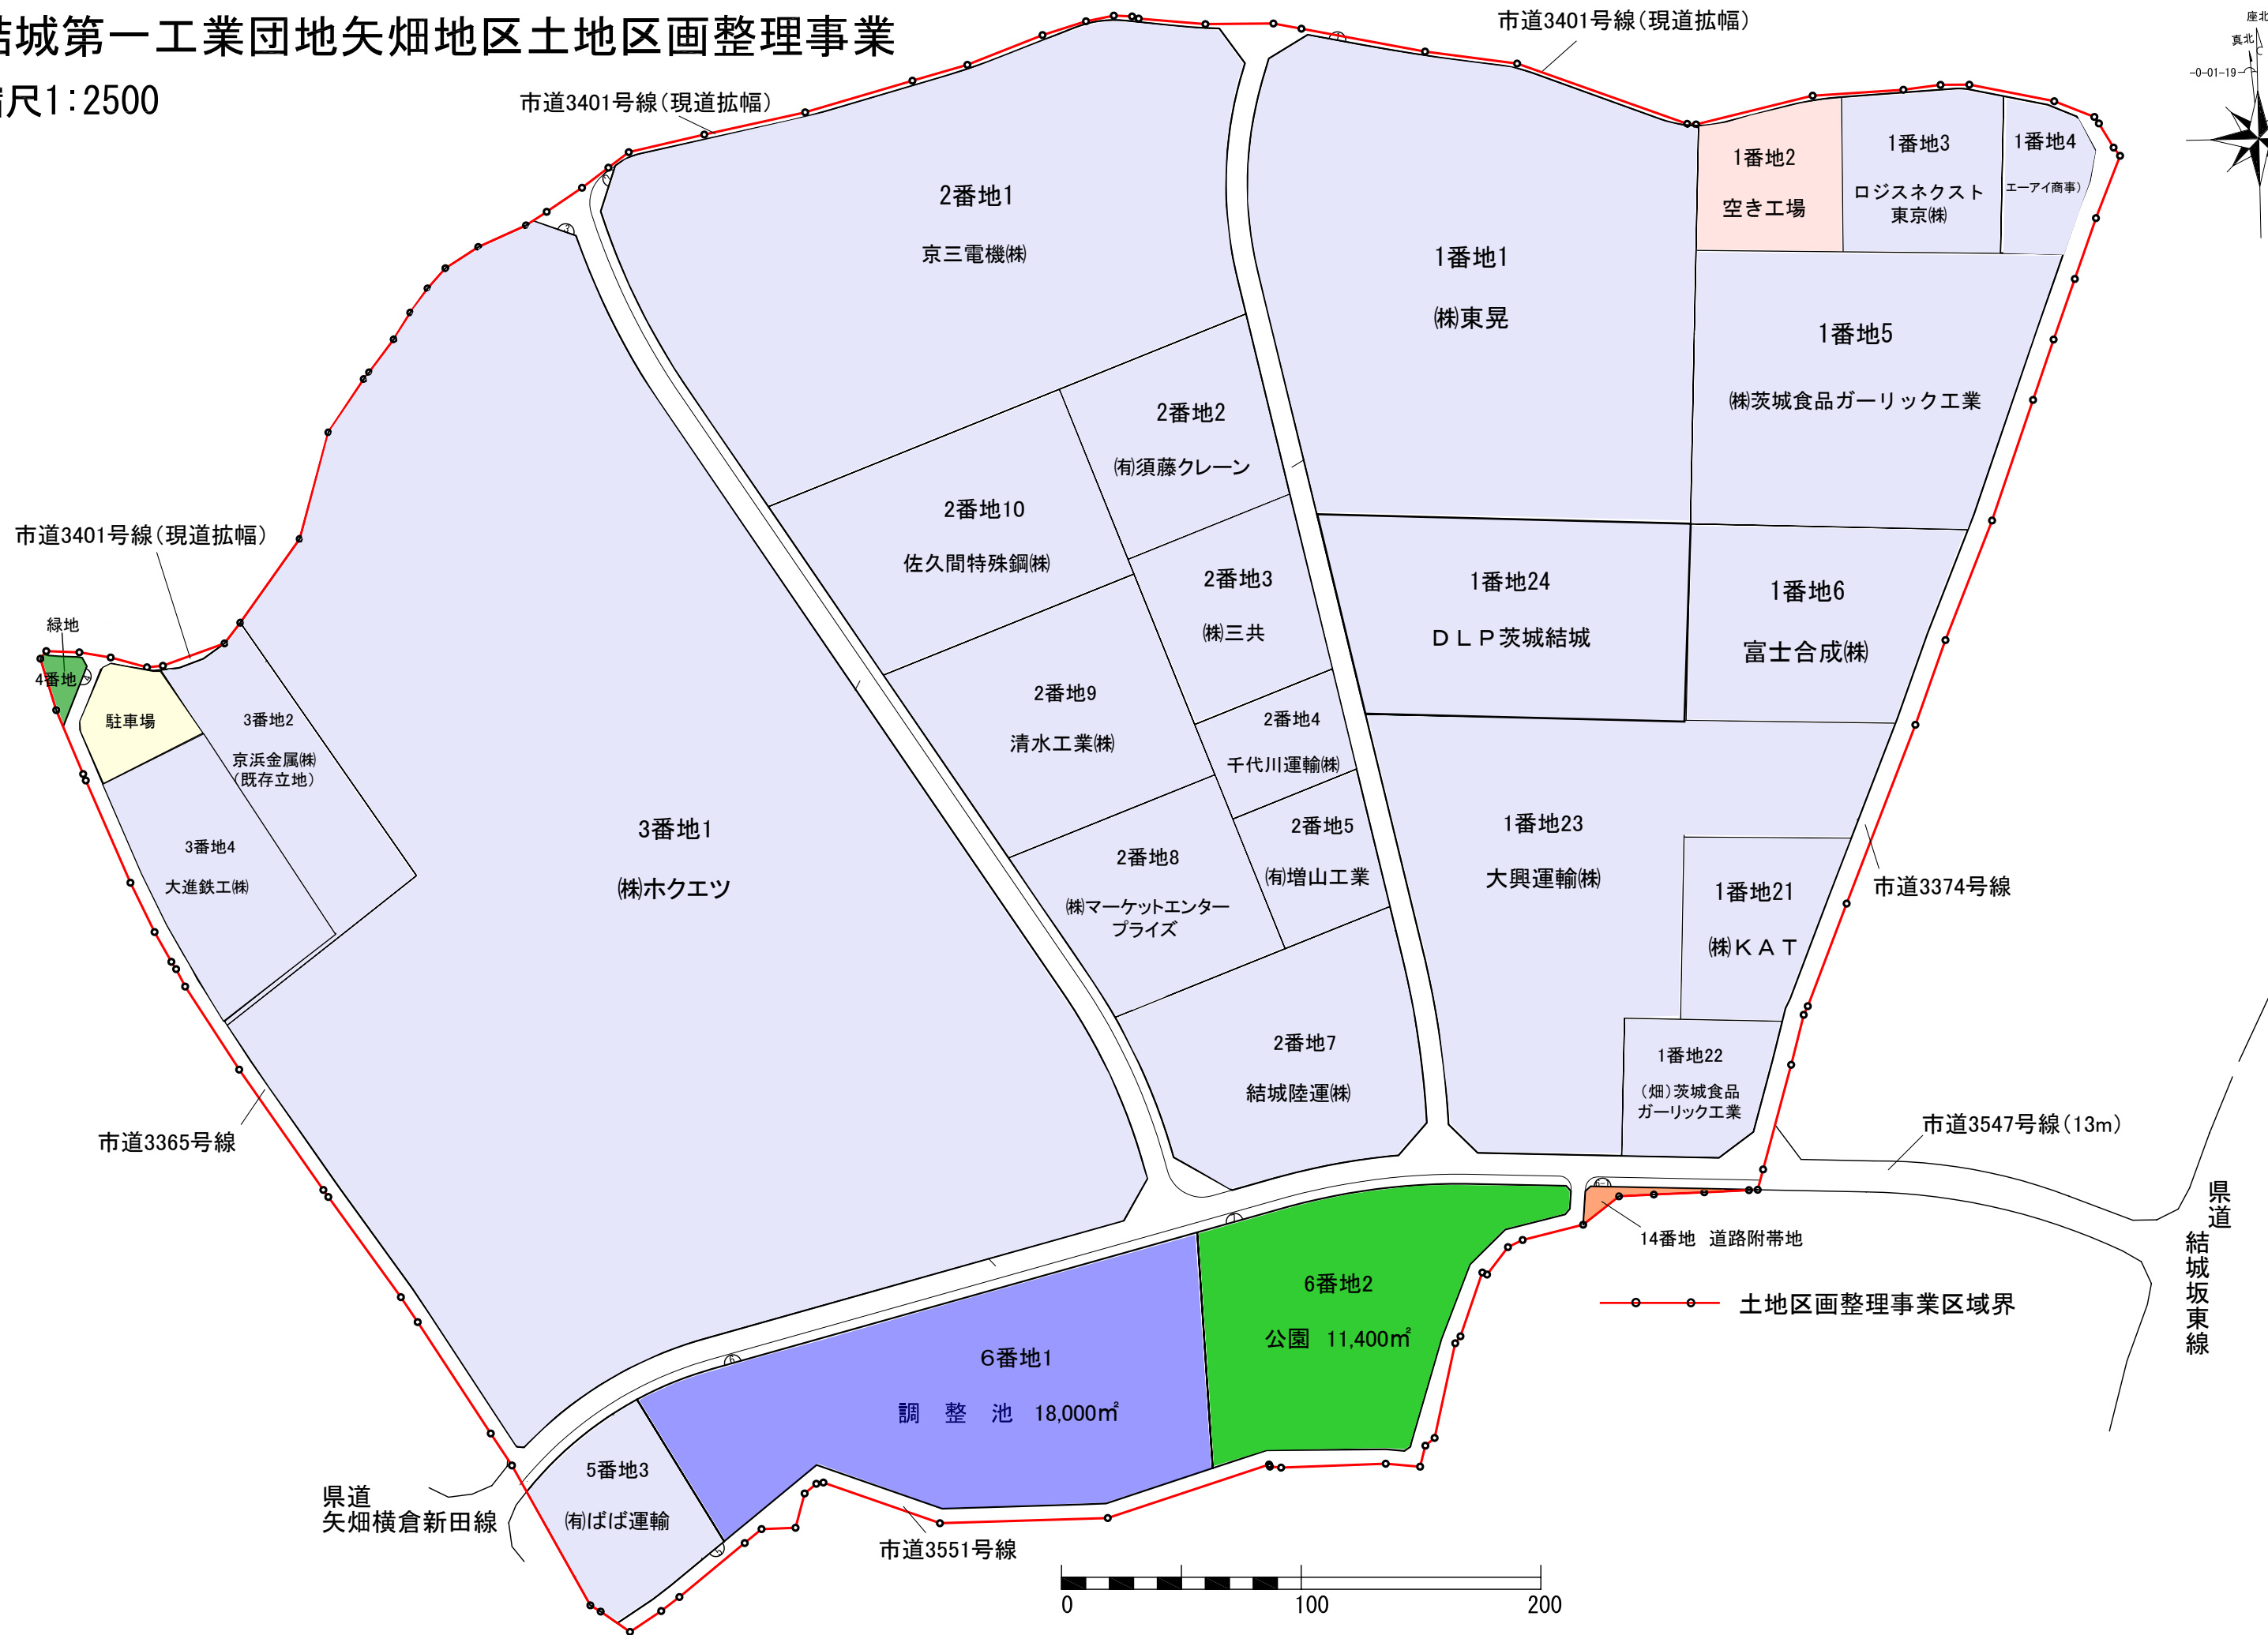 結城第一工業団地矢畑地区土地区画整理事業
縮尺1：2500
市道3401号線（現道拡幅）
市道3401号線（現道拡幅）
座北
真北
-0-01-19
2番地1
京三電機㈱
1番地1
㈱東晃
1番地2
空き工場
1番地3
ロジスネクスト
東京㈱
1番地4
エーアイ商事）
1番地5
㈱茨城食品ガーリック工業
2番地2
㈲須藤クレーン
2番地10
佐久間特殊鋼㈱
市道3401号線（現道拡幅）
2番地3
㈱三共
1番地24
ＤＬＰ茨城結城
1番地6
富士合成㈱
緑地
4番地
駐車場
3番地2
京浜金属㈱
（既存立地）
2番地9
清水工業㈱
2番地4
千代川運輸㈱
3番地4
大進鉄工㈱
3番地1
㈱ホクエツ
2番地8
㈱マーケットエンター
プライズ
2番地5
㈲増山工業
1番地23
大興運輸㈱
1番地21
㈱ＫＡＴ
市道3374号線
市道3365号線
2番地7
結城陸運㈱
1番地22
（畑）茨城食品
ガーリック工業
市道3547号線（13m）
県道
結城坂東線
14番地 道路附帯地
6番地2
公園 11,400㎡
土地区画整理事業区域界
６番地1
調 整 池 18,000㎡
5番地3
㈲ばば運輸
県道
矢畑横倉新田線
市道3551号線
0 100 200